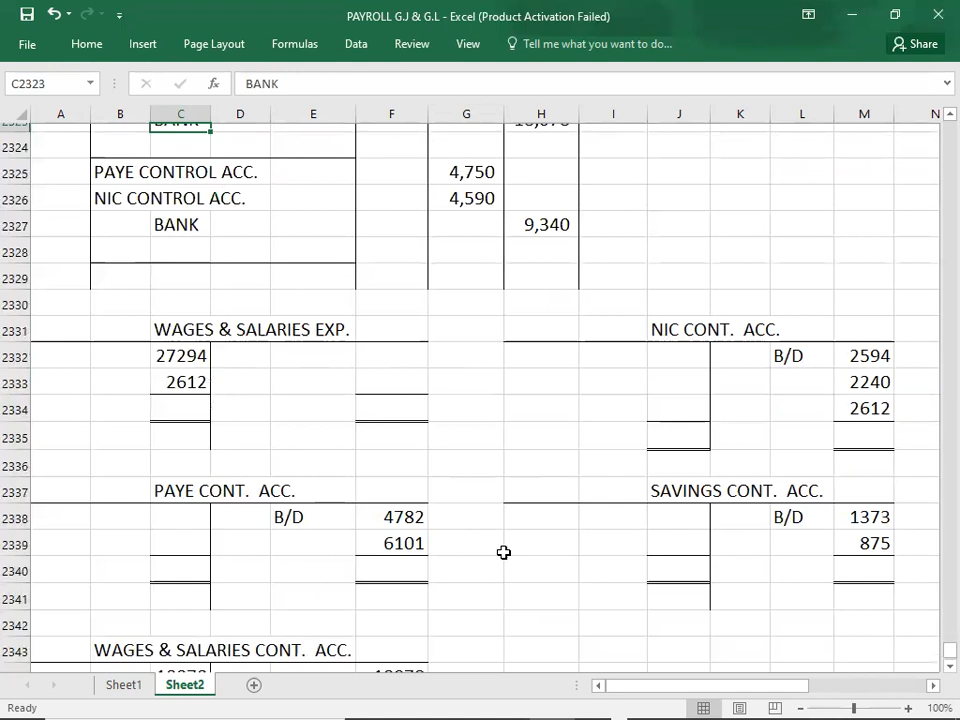 PAYROLL G.J & G.L - Excel (Product Activation Failed)
File Home Insert Page Layout Formulas Data Review View Tell me what you want to do... Share
C2323 fx BANK
A B C D E F G H I J K L M N
BANK
2324
2325 PAYE CONTROL ACC. 4,750
2326 NIC CONTROL ACC. 4,590
2327 BANK 9,340
2328
2329
2330
2331 WAGES & SALARIES EXP. NIC CONT. ACC.
2332 27294 B/D 2594
2333 2612 2240
2334 2612
2335
2336
2337 PAYE CONT. ACC. SAVINGS CONT. ACC.
2338 B/D 4782 B/D 1373
2339 6101 875
2340
2341
2342
2343 WAGES & SALARIES CONT. ACC.
Sheet1 Sheet2
Ready 100%